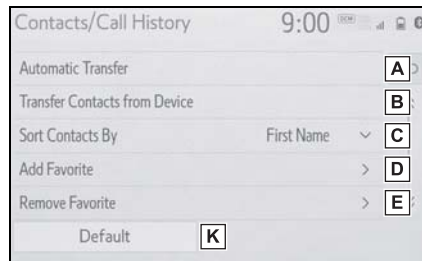 Contacts/Call History 9:00 DCM
Automatic Transfer A
Transfer Contacts from Device B
Sort Contacts By First Name C
Add Favorite D
Remove Favorite E
Default K